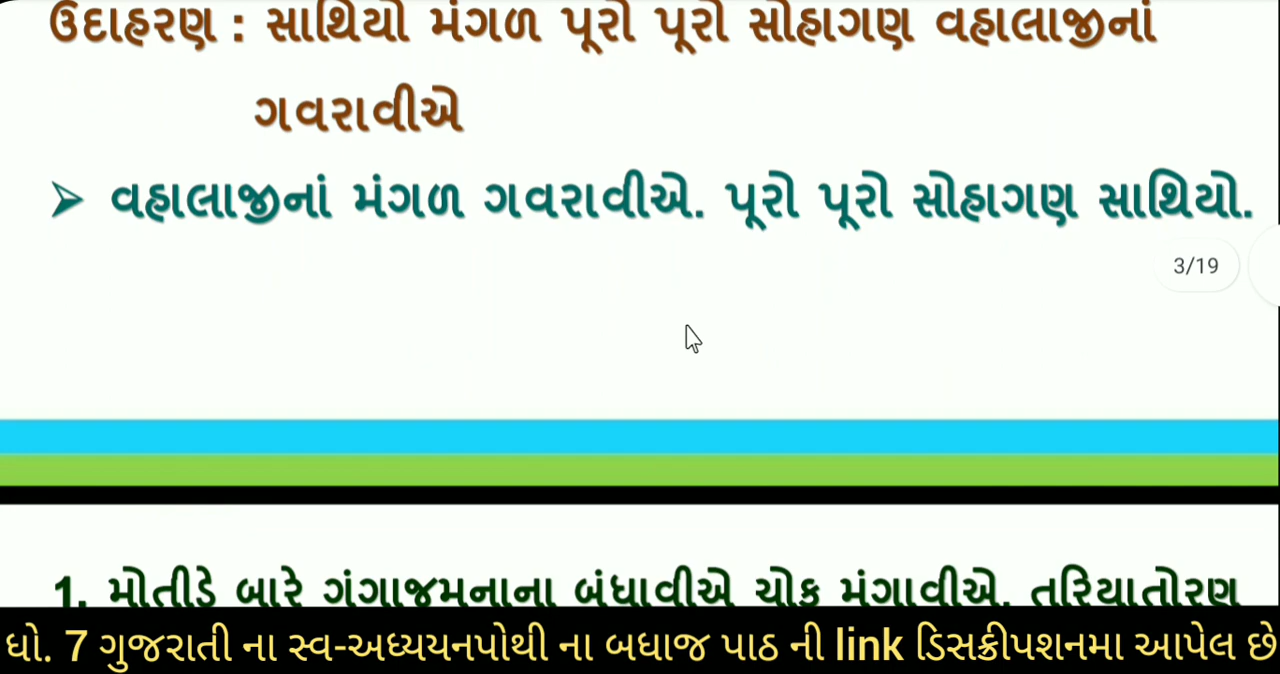 ઉદાહરણ : સાથિયો મંગળ પૂરો પૂરો સોહાગણ વહાલાજીનાં
ગવરાવીએ
➢ વહાલાજીનાં મંગળ ગવરાવીએ. પૂરો પૂરો સોહાગણ સાથિયો.
3/19
1. મોતીડે બારે ગંગાજમનાના બંધાવીએ ચોક મંગાવીએ. તરિયાતોરણ
ધો. 7 ગુજરાતી ના સ્વ-અધ્યયનપોથી ના બધાજ પાઠ ની link ડિસક્રીપશનમા આપેલ છે